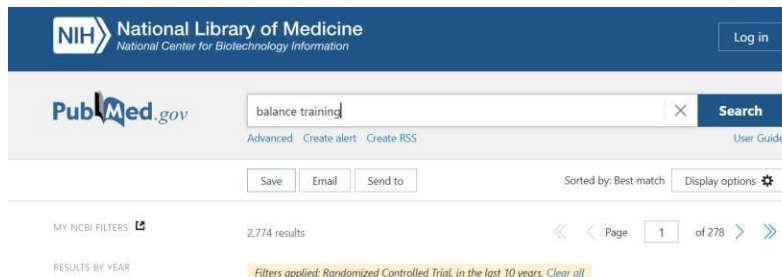 NIH National Library of Medicine
National Center for Biotechnology Information
Log in
PubMed.gov
balance training
Search
Advanced Create alert Create RSS
User Guide
Save Email Send to
Sorted by: Best match Display options
MY NCBI FILTERS
2,774 results
Page 1 of 278
RESULTS BY YEAR
Filters applied: Randomized Controlled Trial, in the last 10 years. Clear all